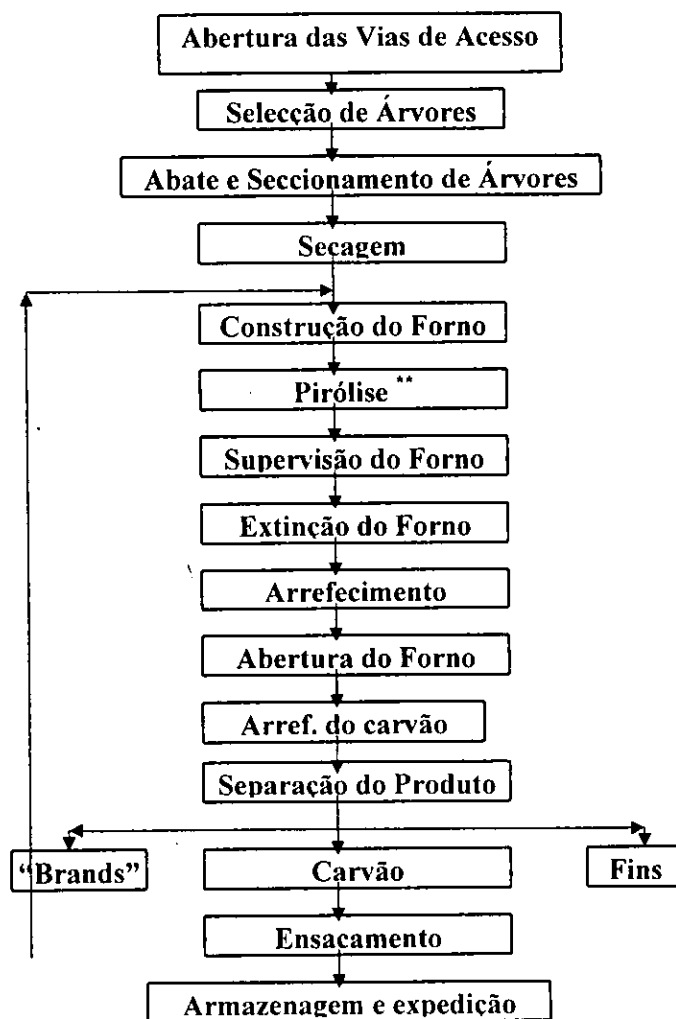 Abertura das Vias de Acesso
Selecção de Árvores
Abate e Seccionamento de Árvores
Secagem
Construção do Forno
Pirólise **
Supervisão do Forno
Extinção do Forno
Arrefecimento
Abertura do Forno
Arref. do carvão
Separação do Produto
“Brands” Carvão Fins
Ensacamento
Armazenagem e expedição